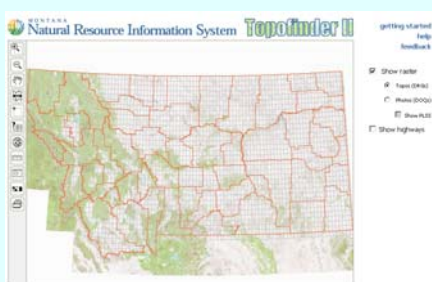 MONTANA
Natural Resource Information System Topofinder II
getting started
help
feedback
Show raster
Topos (DRGs)
Photos (DOQs)
Show PLSS
Show highways